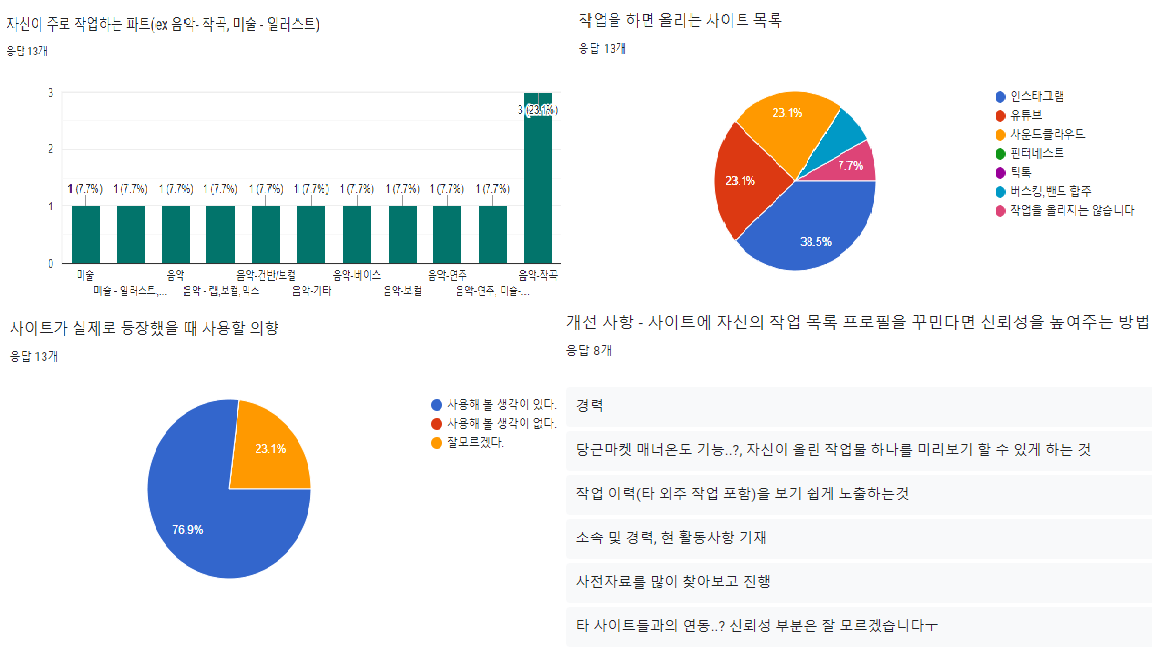 자신이 주로 작업하는 파트(ex 음악- 작곡, 미술 - 일러스트)
응답 13개
3
2
1
0
1 (7.7%)
1 (7.7%)
1 (7.7%)
1 (7.7%)
1 (7.7%)
1 (7.7%)
1 (7.7%)
1 (7.7%)
1 (7.7%)
1 (7.7%)
3 (23.1%)
미술
미술 - 일러스트,...
음악
음악 - 랩,보컬,믹스
음악-건반/보컬
음악-기타
음악-베이스
음악-보컬
음악-연주
음악-연주, 미술-...
음악-작곡
작업을 하면 올리는 사이트 목록
응답 13개
23.1%
23.1%
7.7%
38.5%
인스타그램
유튜브
사운드클라우드
핀터레스트
틱톡
버스킹,밴드 합주
작업을 올리지는 않습니다
사이트가 실제로 등장했을 때 사용할 의향
응답 13개
23.1%
76.9%
사용해 볼 생각이 있다.
사용해 볼 생각이 없다.
잘모르겠다.
개선 사항 - 사이트에 자신의 작업 목록 프로필을 꾸민다면 신뢰성을 높여주는 방법
응답 8개
경력
당근마켓 매너온도 기능..?, 자신이 올린 작업물 하나를 미리보기 할 수 있게 하는 것
작업 이력(타 외주 작업 포함)을 보기 쉽게 노출하는것
소속 및 경력, 현 활동사항 기재
사전자료를 많이 찾아보고 진행
타 사이트들과의 연동..? 신뢰성 부분은 잘 모르겠습니다ㅜ